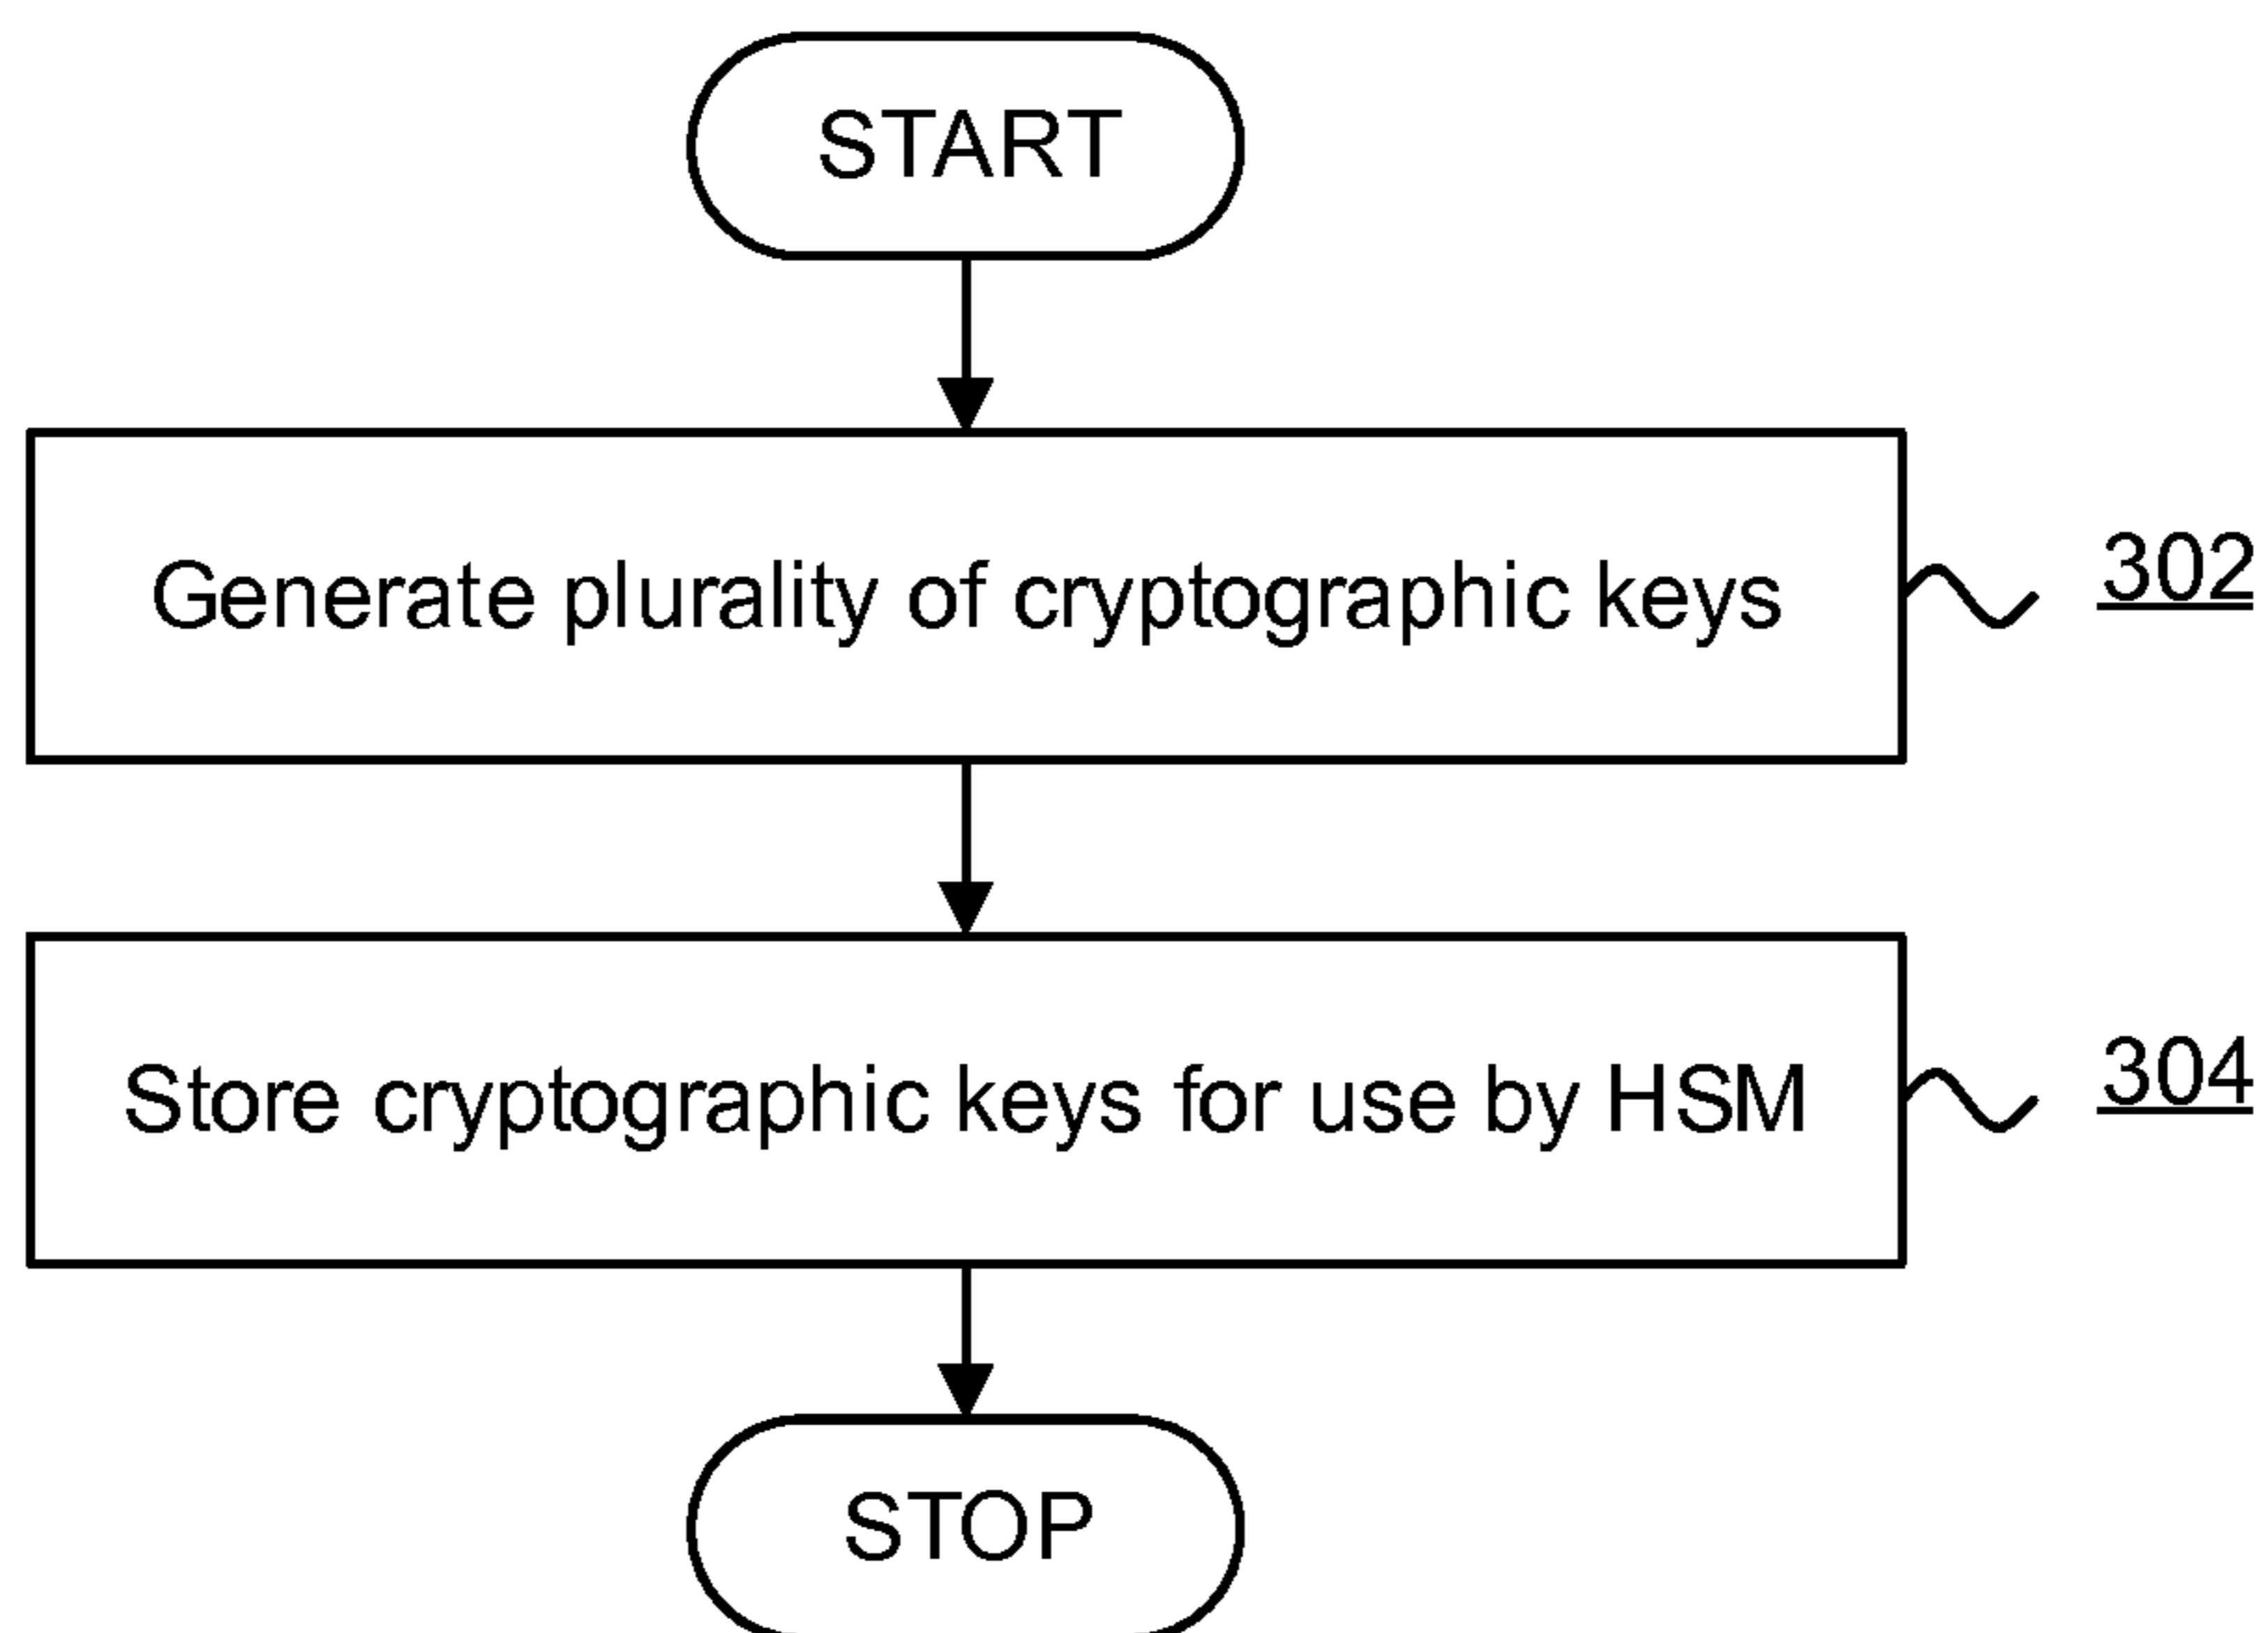 START
Generate plurality of cryptographic keys
302
Store cryptographic keys for use by HSM
304
STOP